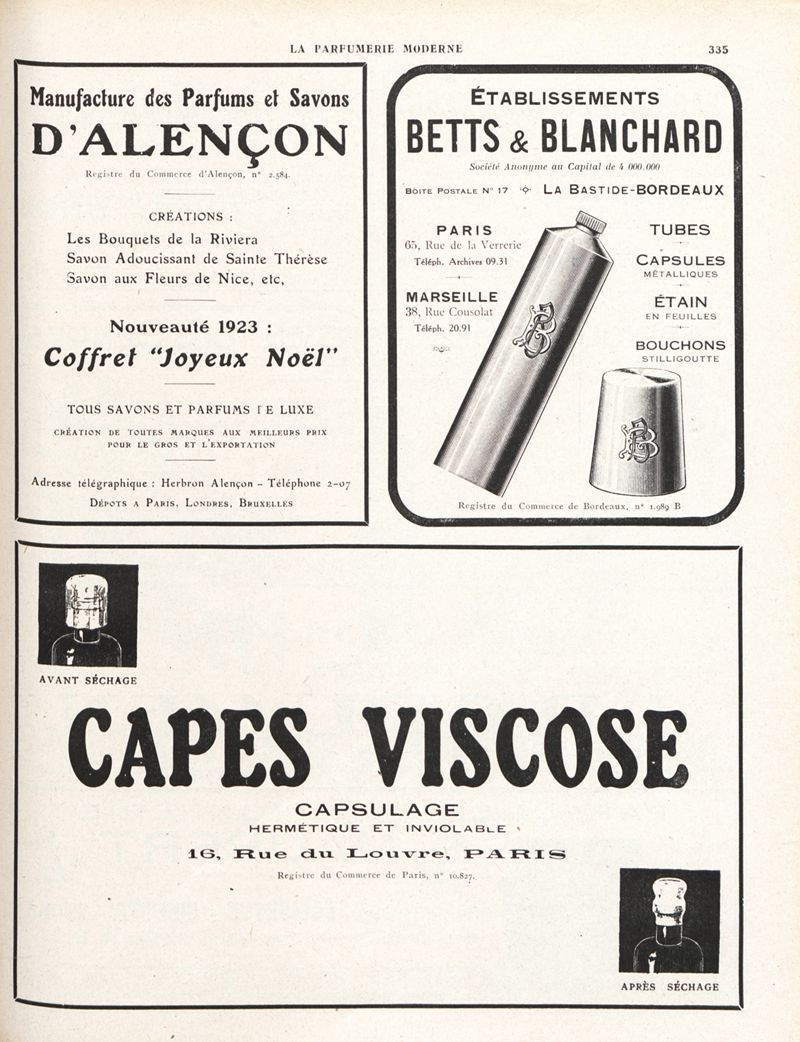 LA PARFUMERIE MODERNE
335
Manufacture des Parfums et Savons
D'ALENÇON
Registre du Commerce d'Alençon, n° 2.584.
CRÉATIONS :
Les Bouquets de la Riviera
Savon Adoucissant de Sainte Thérèse
Savon aux Fleurs de Nice, etc,
Nouveauté 1923 :
Coffret "Joyeux Noël"
TOUS SAVONS ET PARFUMS DE LUXE
CRÉATION DE TOUTES MARQUES AUX MEILLEURS PRIX
POUR LE GROS ET L'EXPORTATION
Adresse télégraphique : Herbron Alençon - Téléphone 2-07
DÉPOTS A PARIS, LONDRES, BRUXELLES
ÉTABLISSEMENTS
BETTS & BLANCHARD
Société Anonyme au Capital de 4 000.000
BOITE POSTALE N° 17 LA BASTIDE-BORDEAUX
PARIS
65, Rue de la Verrerie
Téléph. Archives 09.31
MARSEILLE
38, Rue Consolat
Téléph. 20.91
TUBES
CAPSULES
MÉTALLIQUES
ÉTAIN
EN FEUILLES
BOUCHONS
STILLIGOUTTE
BB
BB
Registre du Commerce de Bordeaux, n° 1.989 B
AVANT SÉCHAGE
CAPES VISCOSE
CAPSULAGE
HERMÉTIQUE ET INVIOLABLE
16, Rue du Louvre, PARIS
Registre du Commerce de Paris, n° 10.827.
APRÈS SÉCHAGE